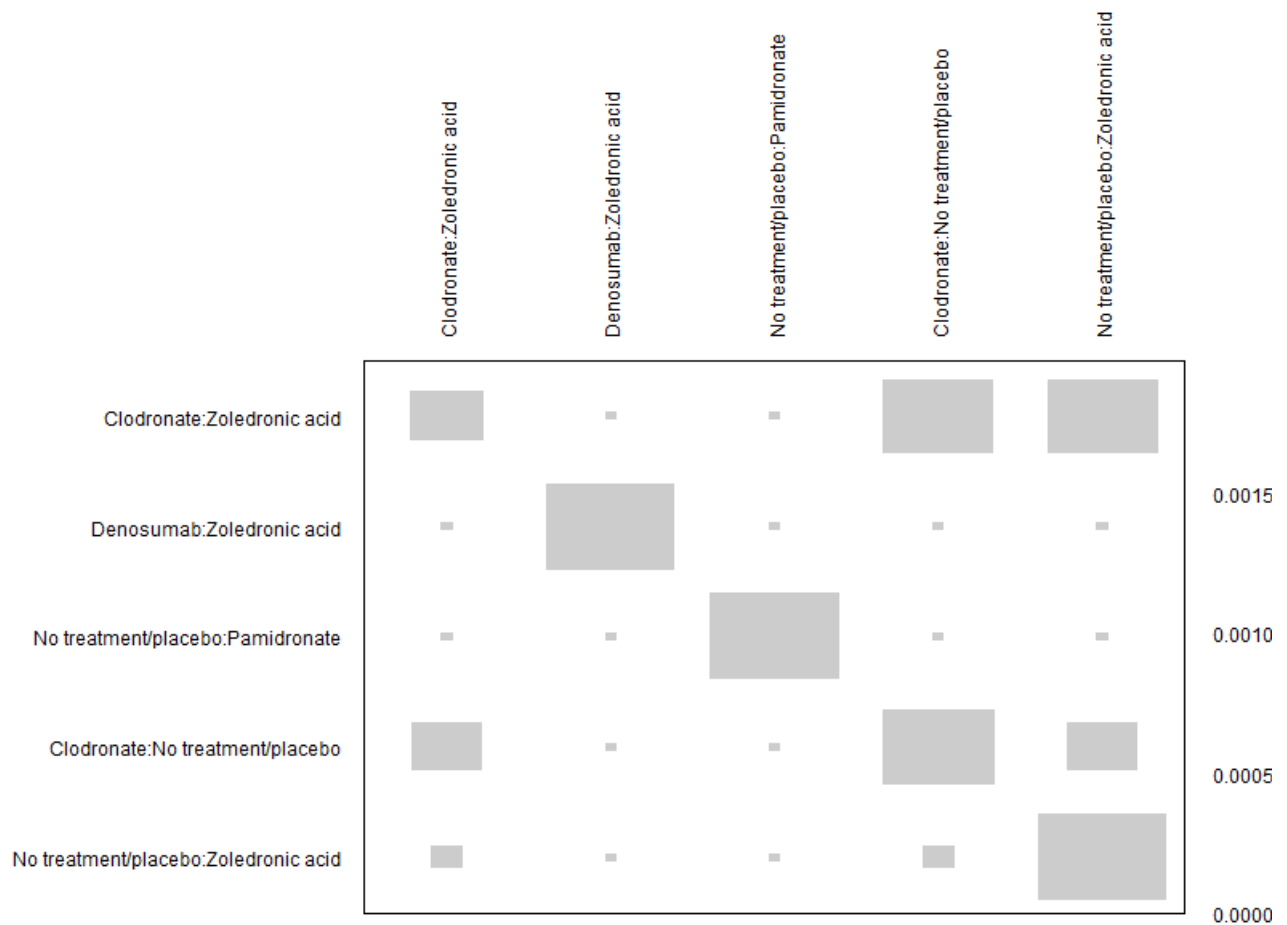 Clodronate:Zoledronic acid
Denosumab:Zoledronic acid
No treatment/placebo:Pamidronate
Clodronate:No treatment/placebo
No treatment/placebo:Zoledronic acid
Clodronate:Zoledronic acid
Denosumab:Zoledronic acid
No treatment/placebo:Pamidronate
Clodronate:No treatment/placebo
No treatment/placebo:Zoledronic acid
0.0015
0.0010
0.0005
0.0000